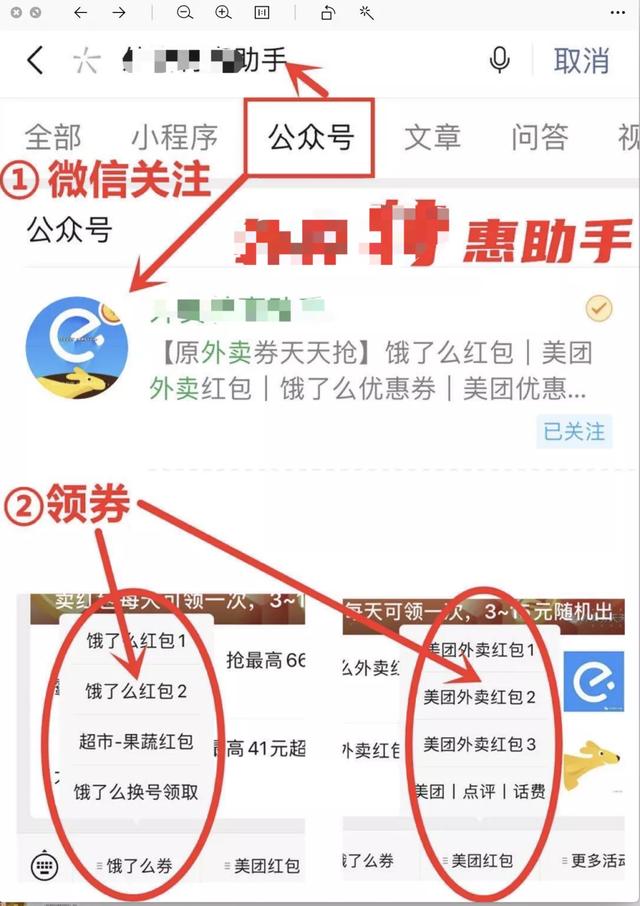 助手
取消
全部 小程序 公众号 文章 问答 视
①微信关注
公众号
惠助手
【原外卖券天天抢】饿了么红包|美团
外卖红包|饿了么优惠券|美团优惠...
已关注
②领券
卖红包每天可领一次，3~1
饿了么红包1
抢最高66
饿了么红包2
超市-果蔬红包
最高41元超
饿了么换号领取
饿了么券
美团红包
每天可领一次，3~15元随机出
美团外卖红包1
么外卖红
美团外卖红包2
美团外卖红包3
外卖红包
美团|点评|话费
饿了么券
美团红包
更多活动